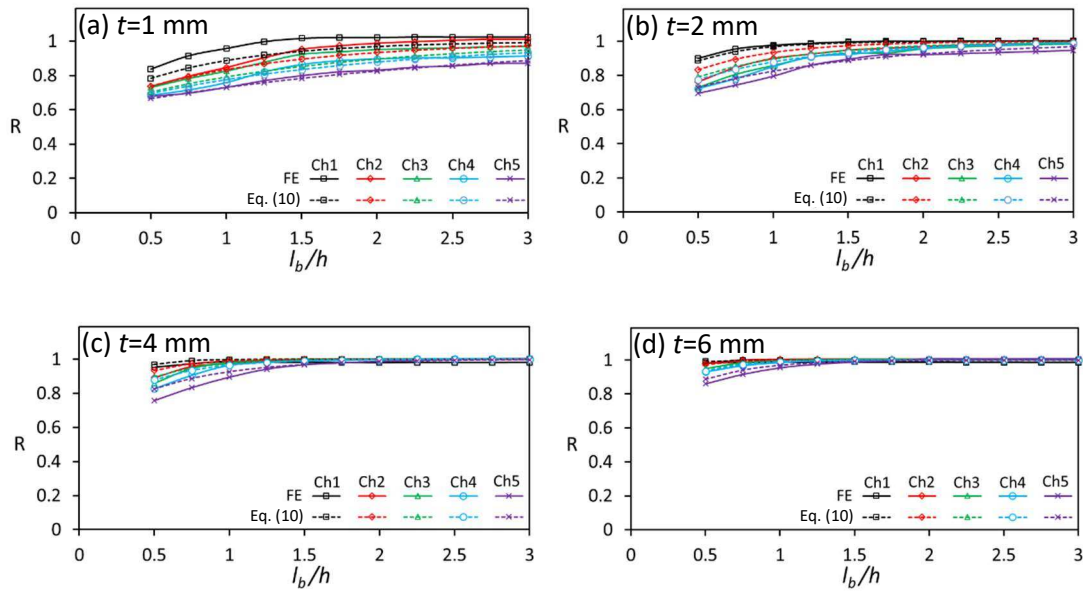 (a) t=1 mm
1
0.8
0.6
0.4
0.2
0
R
Ch1 Ch2 Ch3 Ch4 Ch5
FE
Eq. (10)
0 0.5 1 1.5 2 2.5 3
l_b/h
(b) t=2 mm
1
0.8
0.6
0.4
0.2
0
R
Ch1 Ch2 Ch3 Ch4 Ch5
FE
Eq. (10)
0 0.5 1 1.5 2 2.5 3
l_b/h
(c) t=4 mm
1
0.8
0.6
0.4
0.2
0
R
Ch1 Ch2 Ch3 Ch4 Ch5
FE
Eq. (10)
0 0.5 1 1.5 2 2.5 3
l_b/h
(d) t=6 mm
1
0.8
0.6
0.4
0.2
0
R
Ch1 Ch2 Ch3 Ch4 Ch5
FE
Eq. (10)
0 0.5 1 1.5 2 2.5 3
l_b/h